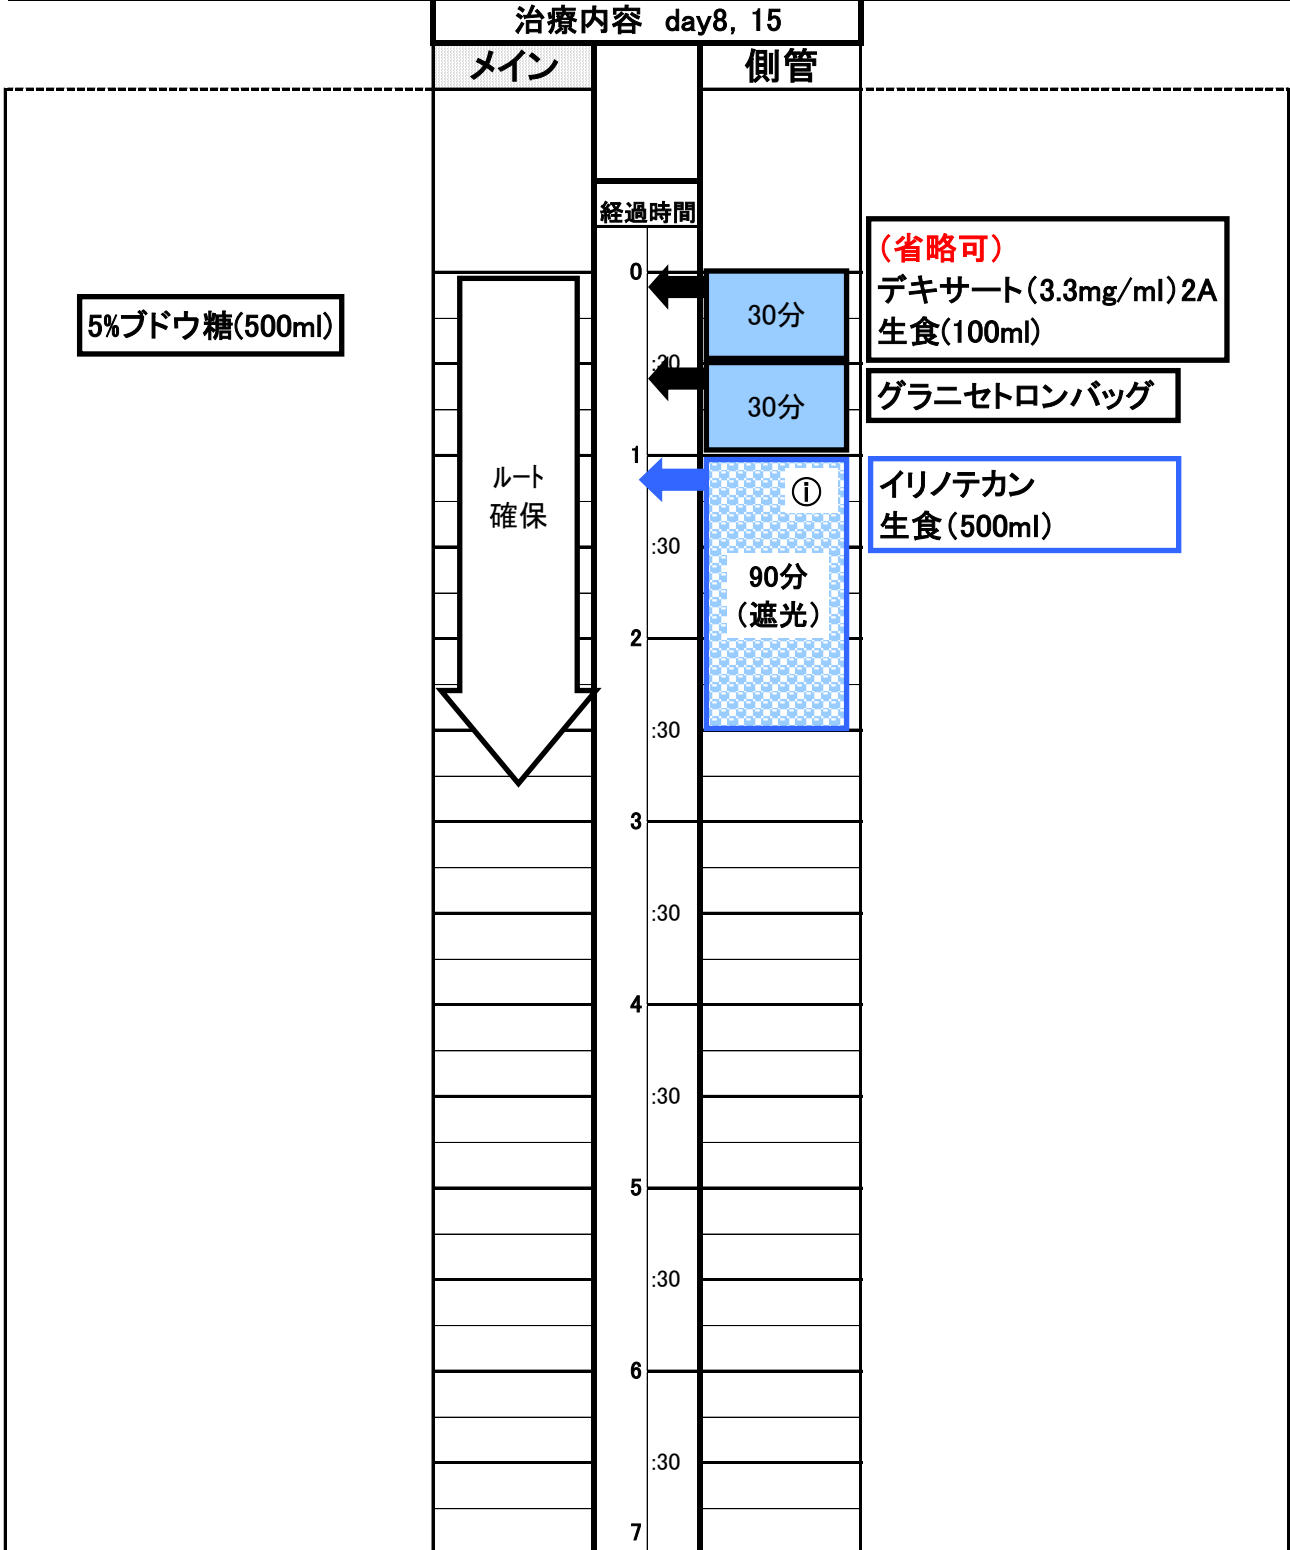 治療内容 day8，15
メイン
側管
経過時間
（省略可）
デキサート（3.3mg/ml）2A
生食(100ml)
5%ブドウ糖(500ml)
0
30分
:30
グラニセトロンバッグ
30分
1
ルート
確保
イリノテカン
生食（500ml）
ⓘ
:30
90分
（遮光）
2
:30
3
:30
4
:30
5
:30
6
:30
7